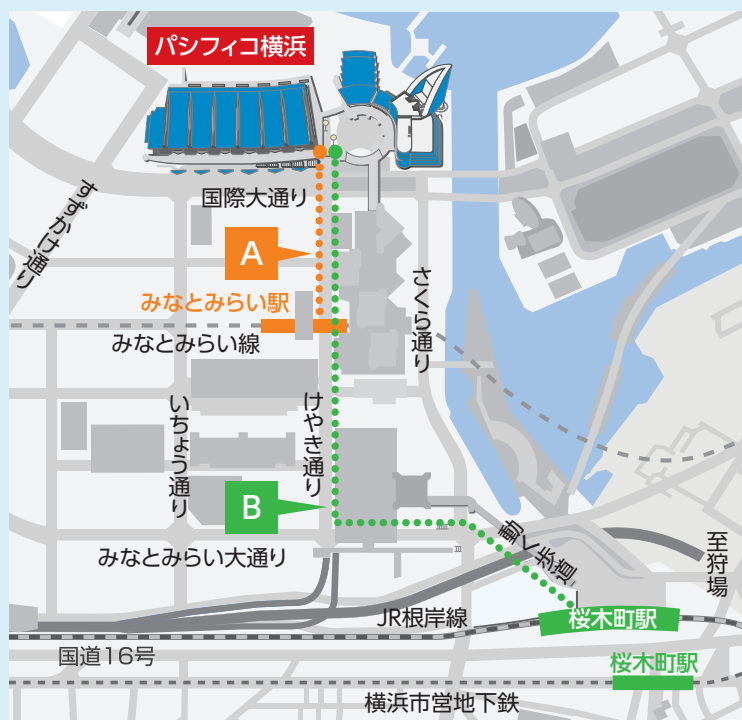 パシフィコ横浜
すずかけ通り
国際大通り
A
みなとみらい駅
さくら通り
みなとみらい線
いちょう通り
けやき通り
B
みなとみらい大通り
動く歩道
至狩場
JR根岸線
桜木町駅
国道16号
桜木町駅
横浜市営地下鉄